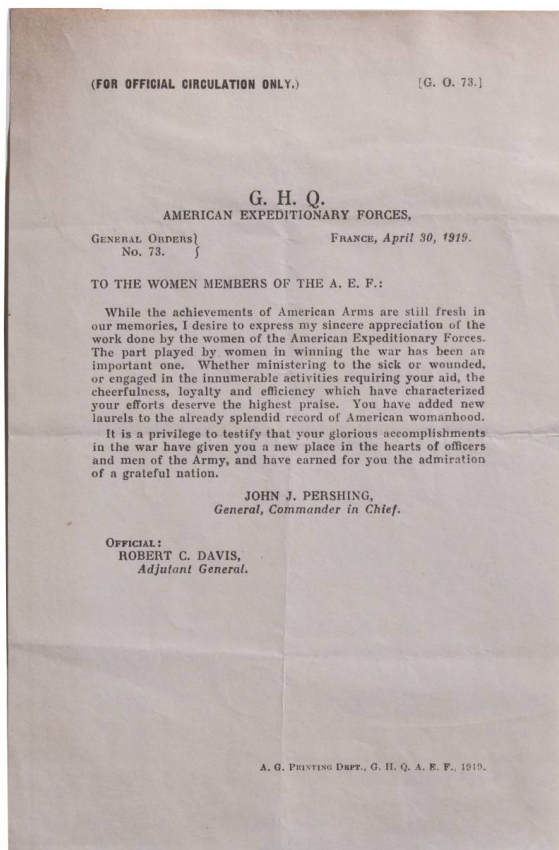 (FOR OFFICIAL CIRCULATION ONLY.) [G. O. 73.]
G. H. Q.
AMERICAN EXPEDITIONARY FORCES,
GENERAL ORDERS} FRANCE, April 30, 1919.
No. 73. }
TO THE WOMEN MEMBERS OF THE A. E. F.:
While the achievements of American Arms are still fresh in
our memories, I desire to express my sincere appreciation of the
work done by the women of the American Expeditionary Forces.
The part played by women in winning the war has been an
important one. Whether ministering to the sick or wounded,
or engaged in the innumerable activities requiring your aid, the
cheerfulness, loyalty and efficiency which have characterized
your efforts deserve the highest praise. You have added new
laurels to the already splendid record of American womanhood.
It is a privilege to testify that your glorious accomplishments
in the war have given you a new place in the hearts of officers
and men of the Army, and have earned for you the admiration
of a grateful nation.
JOHN J. PERSHING,
General, Commander in Chief.
OFFICIAL:
ROBERT C. DAVIS,
Adjutant General.
A. G. PRINTING DEPT., G. H. Q. A. E. F., 1919.